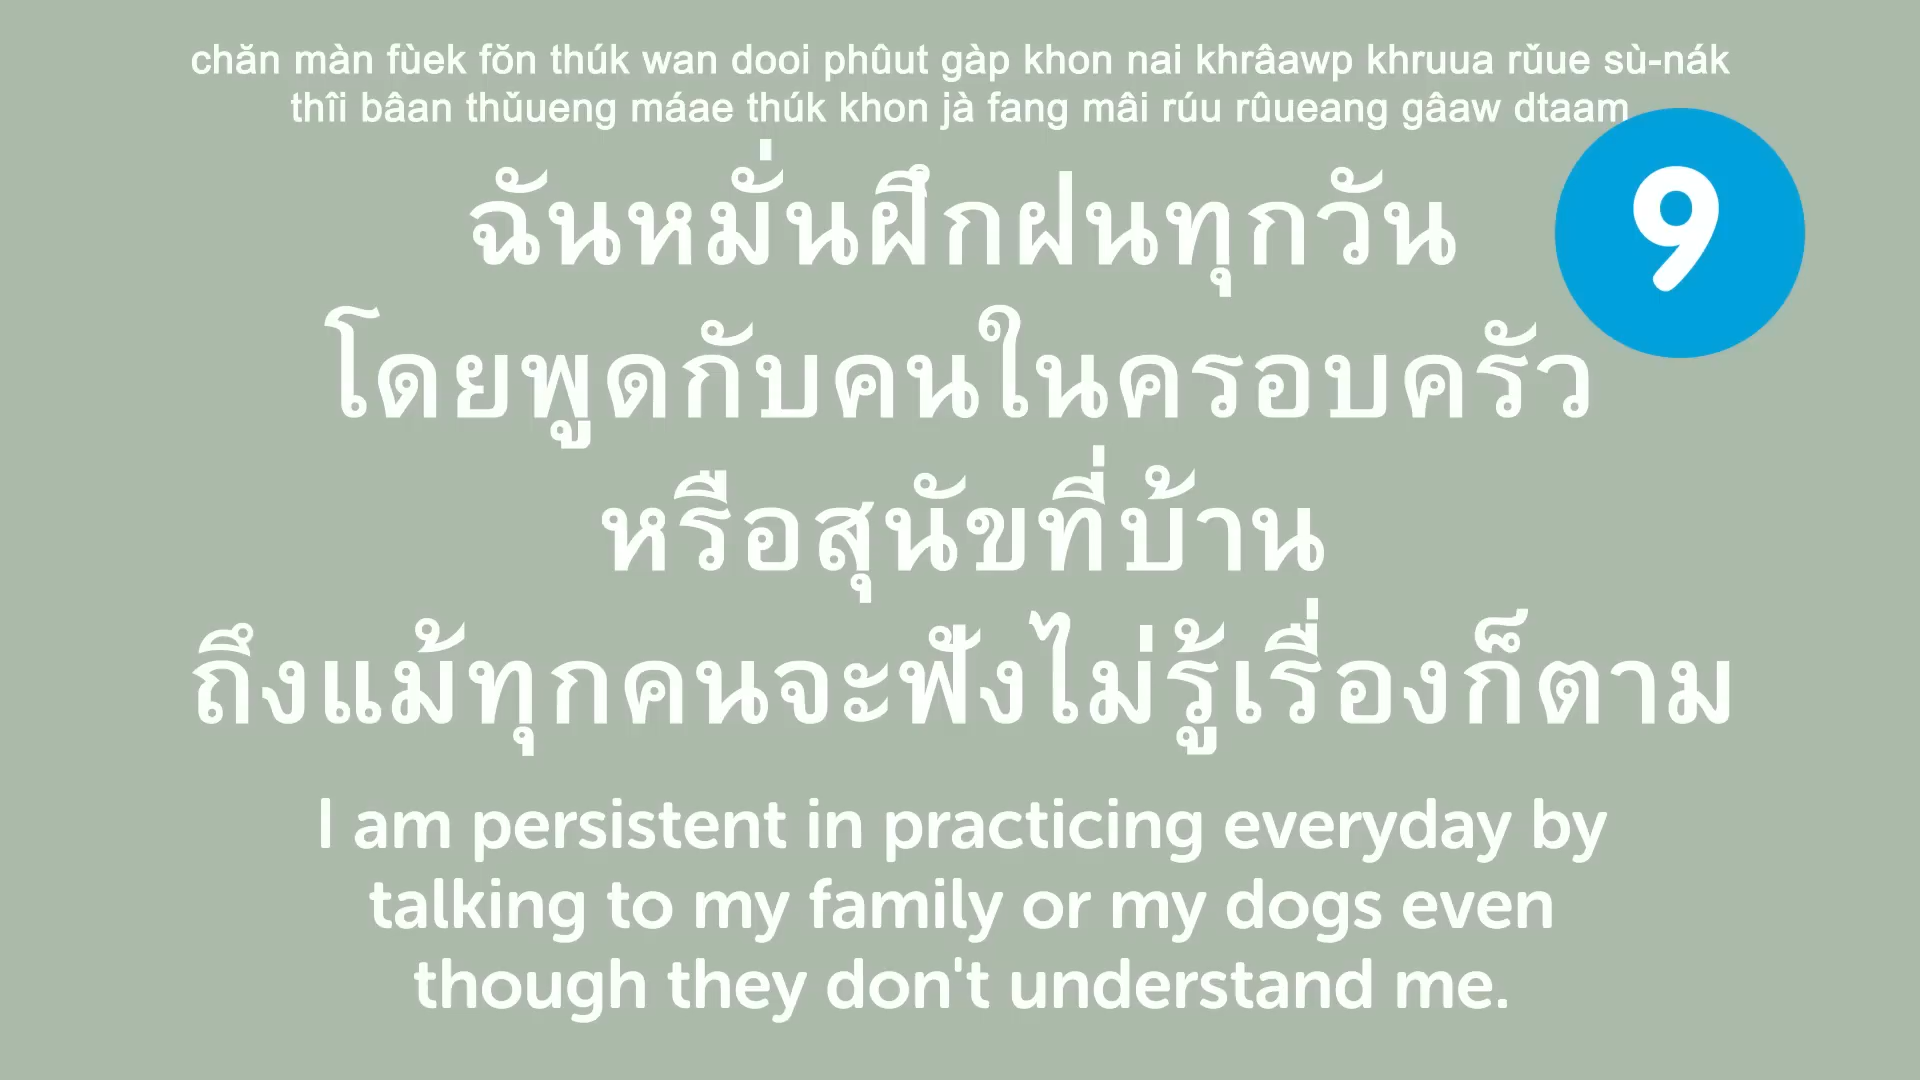 chăn màn fùek fŏn thúk wan dooi phûut gàp khon nai khrâawp khruua rŭue sù-nák
thîi bâan thŭueng máae thúk khon jà fang mâi rúu rûueang gâaw dtaam
9
ฉันหมั่นฝึกฝนทุกวัน
โดยพูดกับคนในครอบครัว
หรือสุนัขที่บ้าน
ถึงแม้ทุกคนจะฟังไม่รู้เรื่องก็ตาม
I am persistent in practicing everyday by
talking to my family or my dogs even
though they don't understand me.